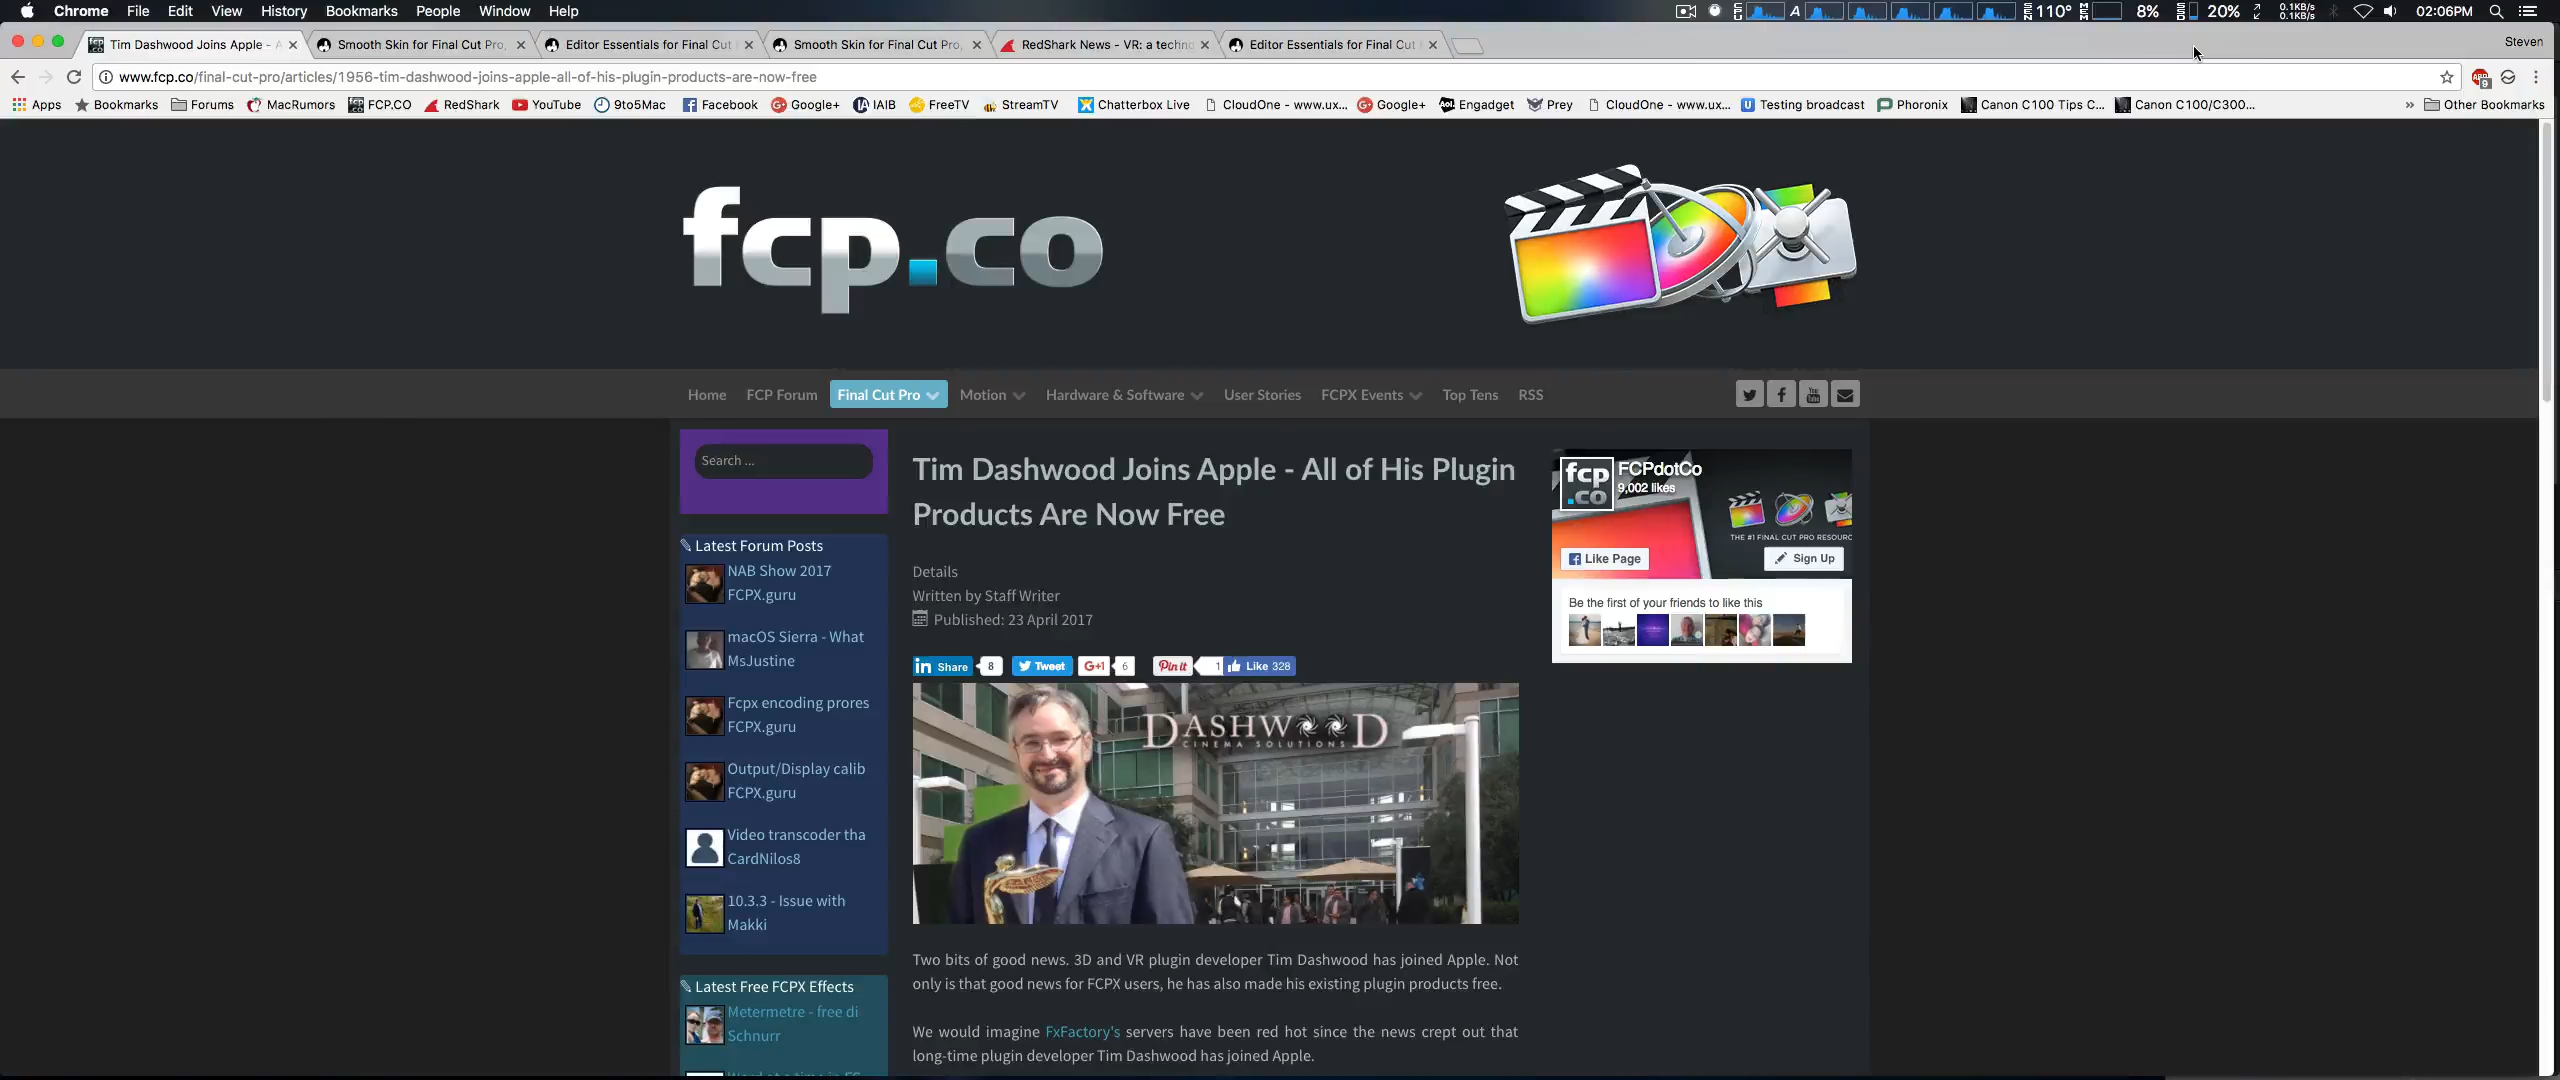 Chrome File Edit View History Bookmarks People Window Help
110° 8% 20% 0.1KB/s 0.1KB/s 02:06PM
Tim Dashwood Joins Apple - A
Smooth Skin for Final Cut Pro,
Editor Essentials for Final Cut
Smooth Skin for Final Cut Pro,
RedShark News - VR: a techno
Editor Essentials for Final Cut
Steven
www.fcp.co/final-cut-pro/articles/1956-tim-dashwood-joins-apple-all-of-his-plugin-products-are-now-free
Apps Bookmarks Forums MacRumors FCP.CO RedShark YouTube 9to5Mac Facebook Google+ IAIB FreeTV StreamTV Chatterbox Live CloudOne - www.ux... Google+ Engadget Prey CloudOne - www.ux... Testing broadcast Phoronix Canon C100 Tips C... Canon C100/C300... » Other Bookmarks
fcp.co
Home FCP Forum Final Cut Pro Motion Hardware & Software User Stories FCPX Events Top Tens RSS
Search ...
Latest Forum Posts
NAB Show 2017
FCPX.guru
macOS Sierra - What
MsJustine
Fcpx encoding prores
FCPX.guru
Output/Display calib
FCPX.guru
Video transcoder tha
CardNilos8
10.3.3 - Issue with
Makki
Latest Free FCPX Effects
Metermetre - free di
Schnurr
Tim Dashwood Joins Apple - All of His Plugin
Products Are Now Free
Details
Written by Staff Writer
Published: 23 April 2017
in Share 8 Tweet G+1 6 Pin it 1 Like 328
DASHWOOD
CINEMA SOLUTIONS
Two bits of good news. 3D and VR plugin developer Tim Dashwood has joined Apple. Not
only is that good news for FCPX users, he has also made his existing plugin products free.
We would imagine FxFactory's servers have been red hot since the news crept out that
long-time plugin developer Tim Dashwood has joined Apple.
fcp.co
FCPdotCo
9,002 likes
THE #1 FINAL CUT PRO RESOURC
Like Page
Sign Up
Be the first of your friends to like this